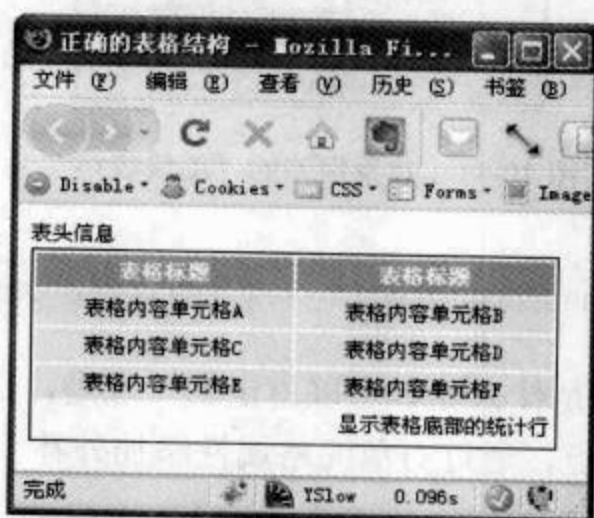 正确的表格结构 - Mozilla Fi...
文件 (F) 编辑 (E) 查看 (V) 历史 (S) 书签 (B)
Disable Cookies CSS Forms Image
表头信息
表格标题 表格标题
表格内容单元格A 表格内容单元格B
表格内容单元格C 表格内容单元格D
表格内容单元格E 表格内容单元格F
显示表格底部的统计行
完成 YSlow 0.096s